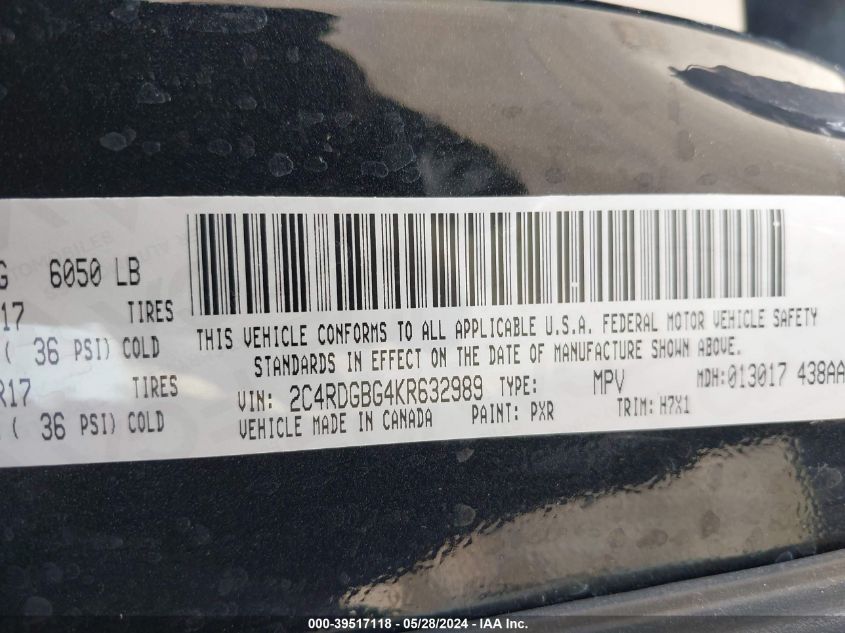 G 6050 LB
17 TIRES
( 36 PSI) COLD
R17 TIRES
( 36 PSI) COLD
THIS VEHICLE CONFORMS TO ALL APPLICABLE U.S.A. FEDERAL MOTOR VEHICLE SAFETY
STANDARDS IN EFFECT ON THE DATE OF MANUFACTURE SHOWN ABOVE.
VIN: 2C4RDGBG4KR632989 TYPE: MPV MDH:013017 438AA
VEHICLE MADE IN CANADA PAINT: PXR TRIM: H7X1
000-39517118 - 05/28/2024 - IAA Inc.